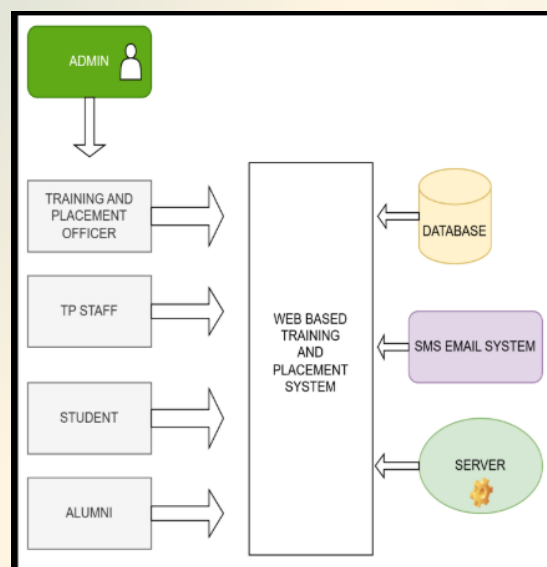 ADMIN
TRAINING AND
PLACEMENT
OFFICER
TP STAFF
STUDENT
ALUMNI
WEB BASED
TRAINING
AND
PLACEMENT
SYSTEM
DATABASE
SMS EMAIL SYSTEM
SERVER